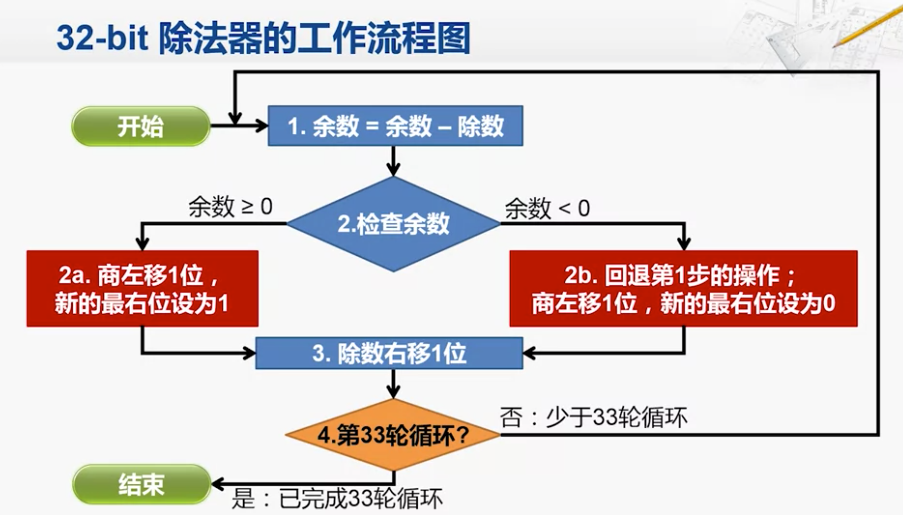 32-bit 除法器的工作流程图
开始
1. 余数 = 余数 – 除数
余数 ≥ 0
2.检查余数
余数 < 0
2a. 商左移1位，
新的最右位设为1
2b. 回退第1步的操作；
商左移1位，新的最右位设为0
3. 除数右移1位
4.第33轮循环?
否：少于33轮循环
结束
是：已完成33轮循环